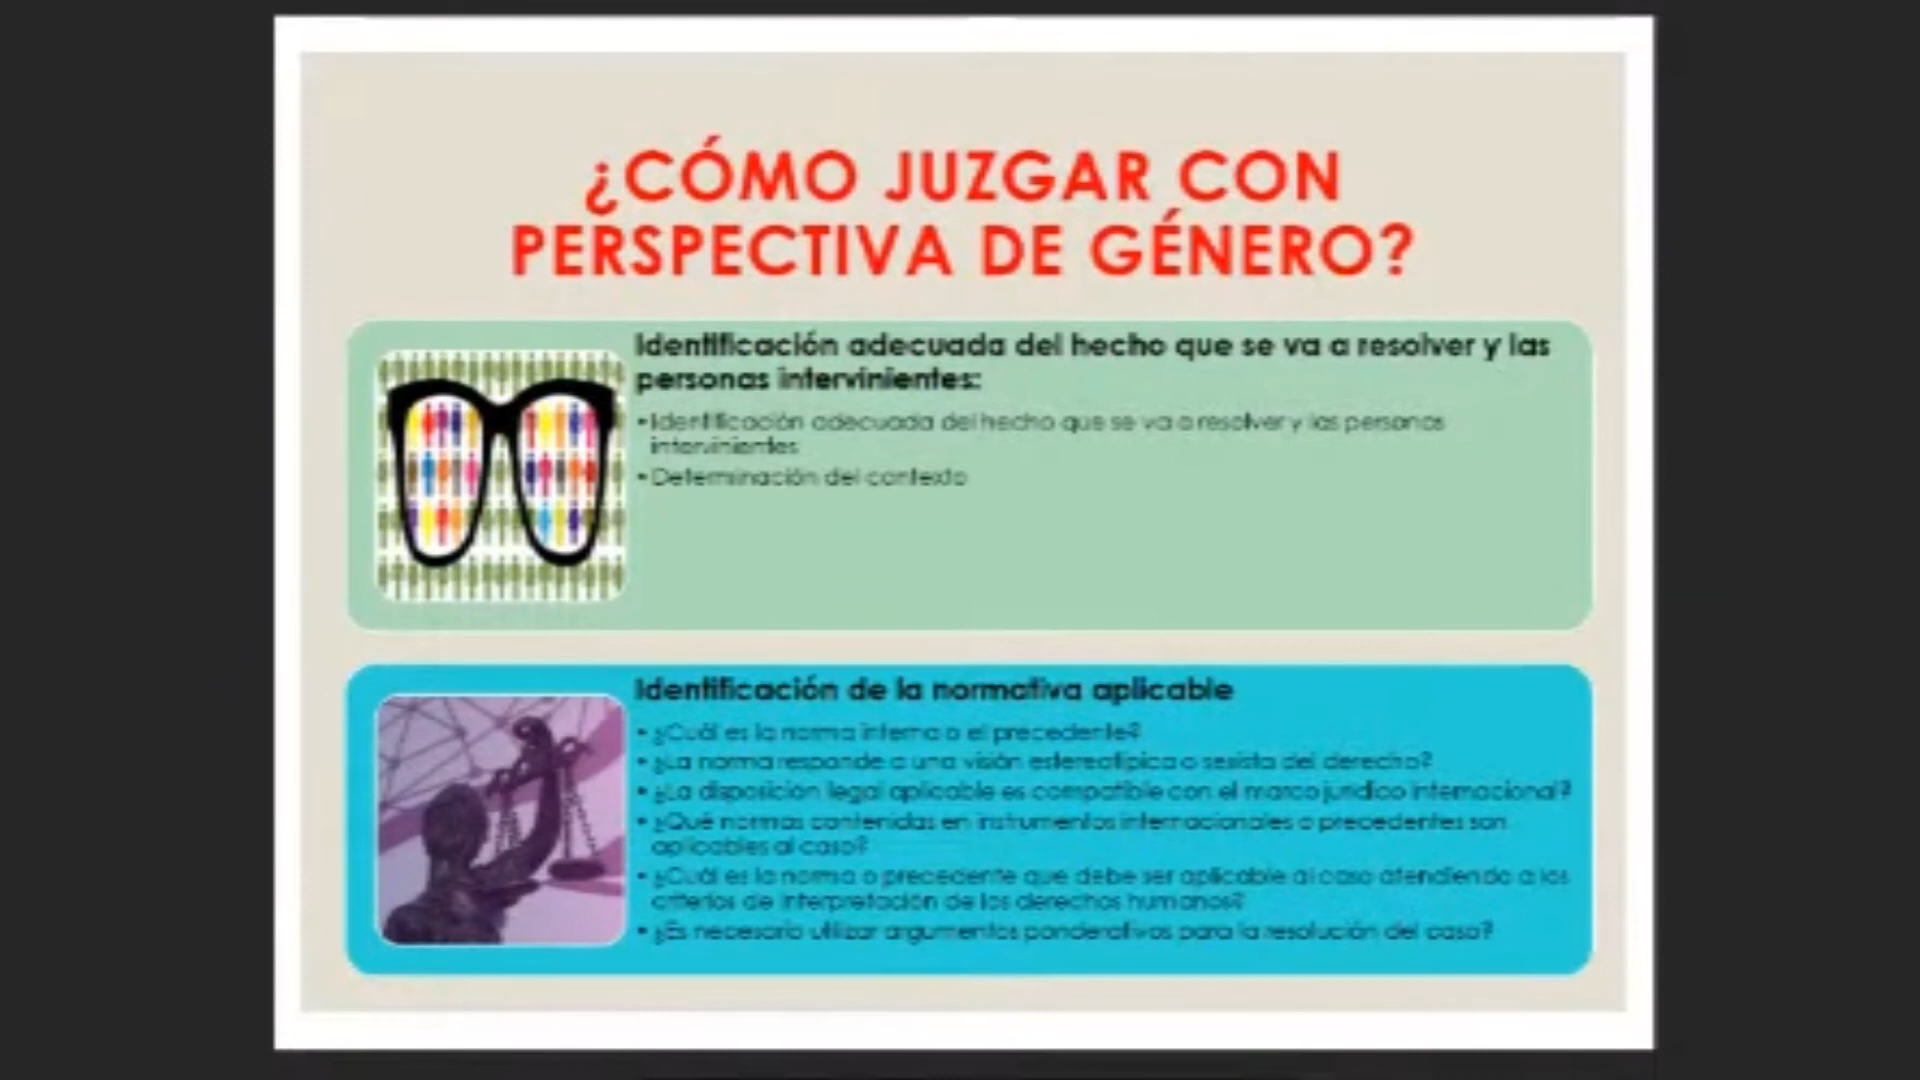 ¿CÓMO JUZGAR CON
PERSPECTIVA DE GÉNERO?
Identificación adecuada del hecho que se va a resolver y las
personas intervinientes:
•Identificación adecuada del hecho que se va a resolver y las personas
intervinientes
•Determinación del contexto
Identificación de la normativa aplicable
•¿Cuál es la norma interna o el precedente?
•¿La norma responde a una visión estereotípica o sexista del derecho?
•¿La disposición legal aplicable es compatible con el marco jurídico internacional?
•¿Qué normas contenidas en instrumentos internacionales o precedentes son
aplicables al caso?
•¿Cuál es la norma o precedente que debe ser aplicable al caso atendiendo a los
criterios de interpretación de los derechos humanos?
•¿Es necesario utilizar argumentos ponderativos para la resolución del caso?